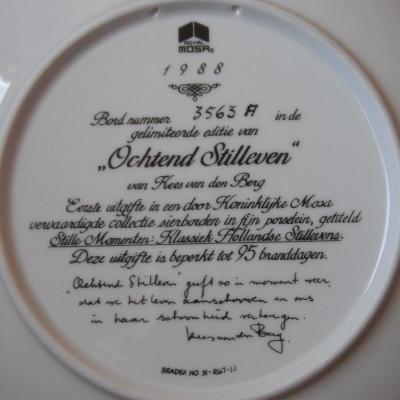 ROYAL
MOSA®
1988
Bord nummer 3563 A in de
gelimiteerde editie van
„Ochtend Stilleven“
van Kees van den Berg
Eerste uitgifte in een door Koninklijke Mosa
vervaardigde collectie sierborden in fijn porselein, getiteld
Stille Momenten: Klassiek Hollandse Stillevens.
Deze uitgifte is beperkt tot 95 branddagen.
„Ochtend Stilleven" geeft zo'n moment weer,
dat we het leven aanschouwen en ons
in haar schoonheid verheugen.
Kees van den Berg.
BRADEX NO. 31-R67-1.1